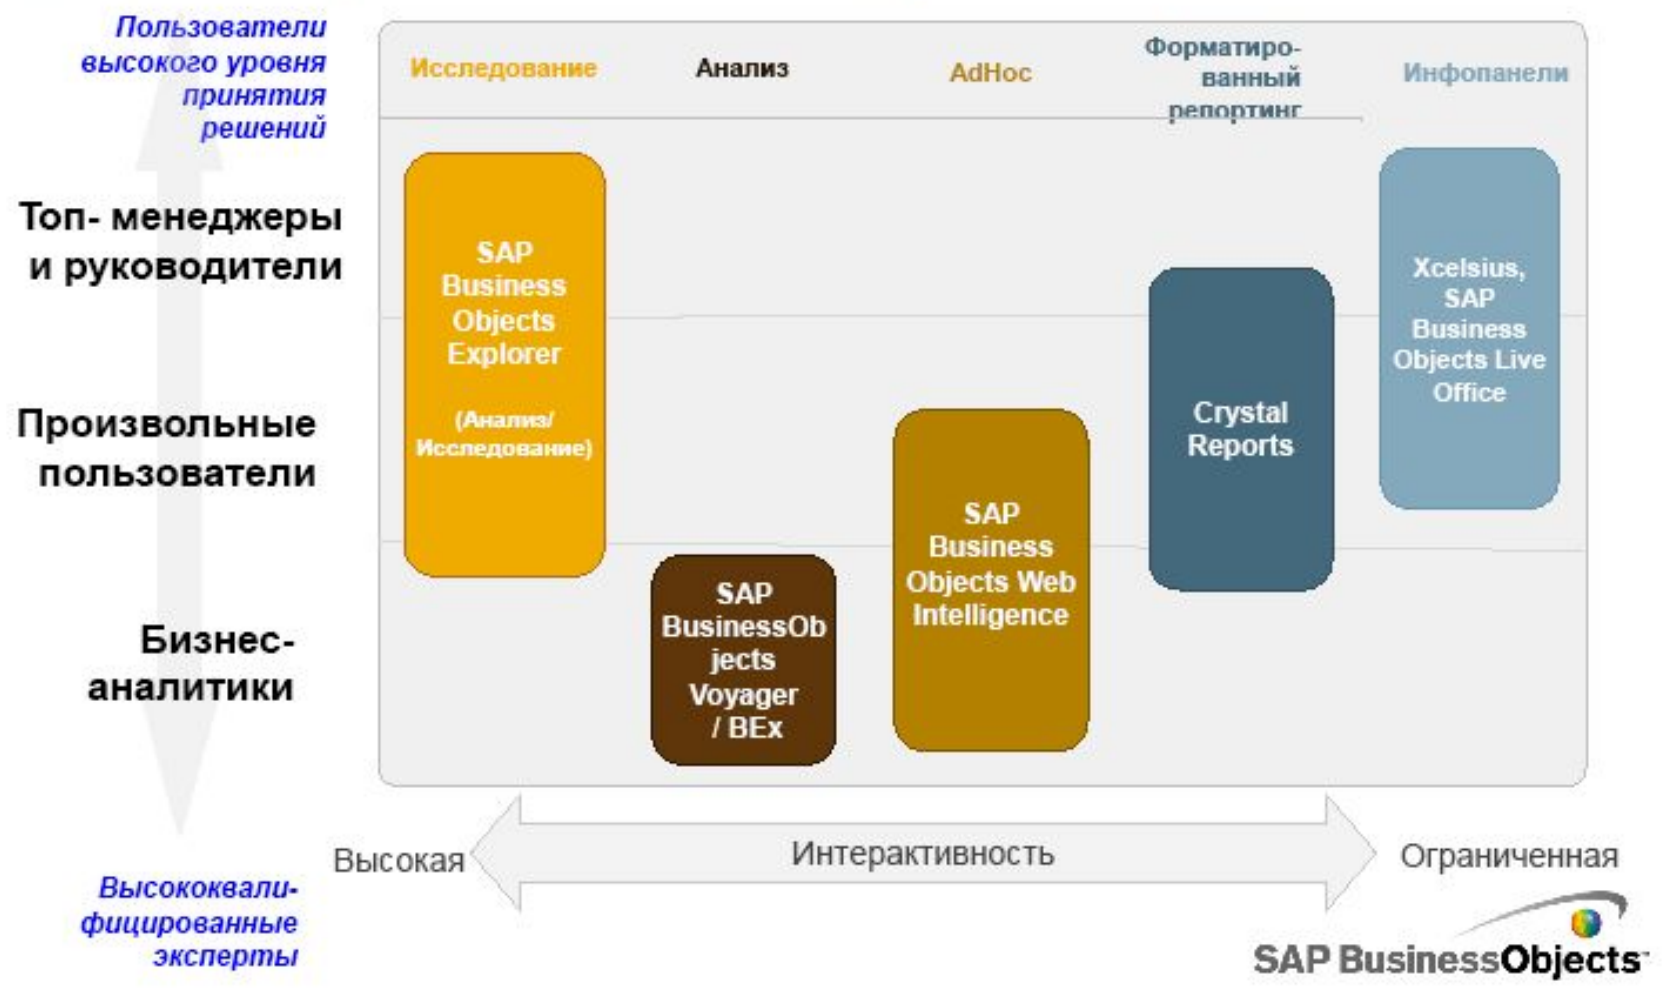 Пользователи
высокого уровня
принятия
решений
Исследование
Анализ
AdHoc
Форматиро-
ванный
репортинг
Инфопанели
Топ- менеджеры
и руководители
Произвольные
пользователи
Бизнес-
аналитики
SAP
Business
Objects
Explorer
(Анализ/
Исследование)
SAP
BusinessOb
jects
Voyager
/ BEx
SAP
Business
Objects Web
Intelligence
Crystal
Reports
Xcelsius,
SAP
Business
Objects Live
Office
Высокая
Интерактивность
Ограниченная
Высококвали-
фицированные
эксперты
SAP BusinessObjects™